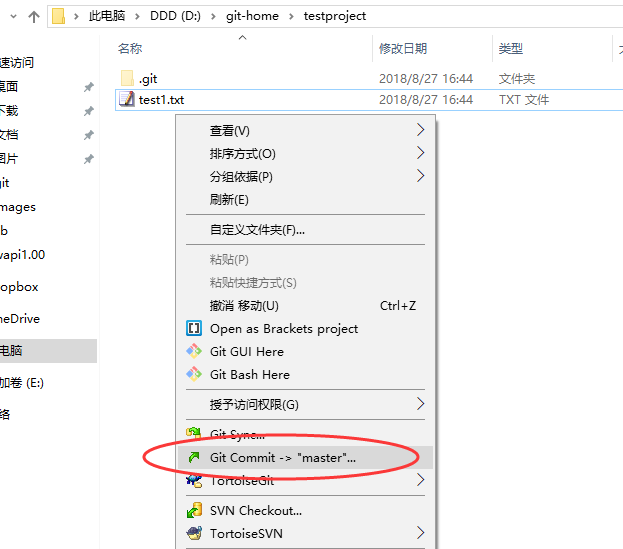 此电脑 › DDD (D:) › git-home › testproject
名称 修改日期 类型
速访问
桌面
下载
文档
图片
git
mages
b
vapi1.00
opbox
neDrive
电脑
加卷 (E:)
络
.git 2018/8/27 16:44 文件夹
test1.txt 2018/8/27 16:44 TXT 文件
查看(V)
排序方式(O)
分组依据(P)
刷新(E)
自定义文件夹(F)...
粘贴(P)
粘贴快捷方式(S)
撤消 移动(U) Ctrl+Z
Open as Brackets project
Git GUI Here
Git Bash Here
授予访问权限(G)
Git Sync...
Git Commit -> "master"...
TortoiseGit
SVN Checkout...
TortoiseSVN